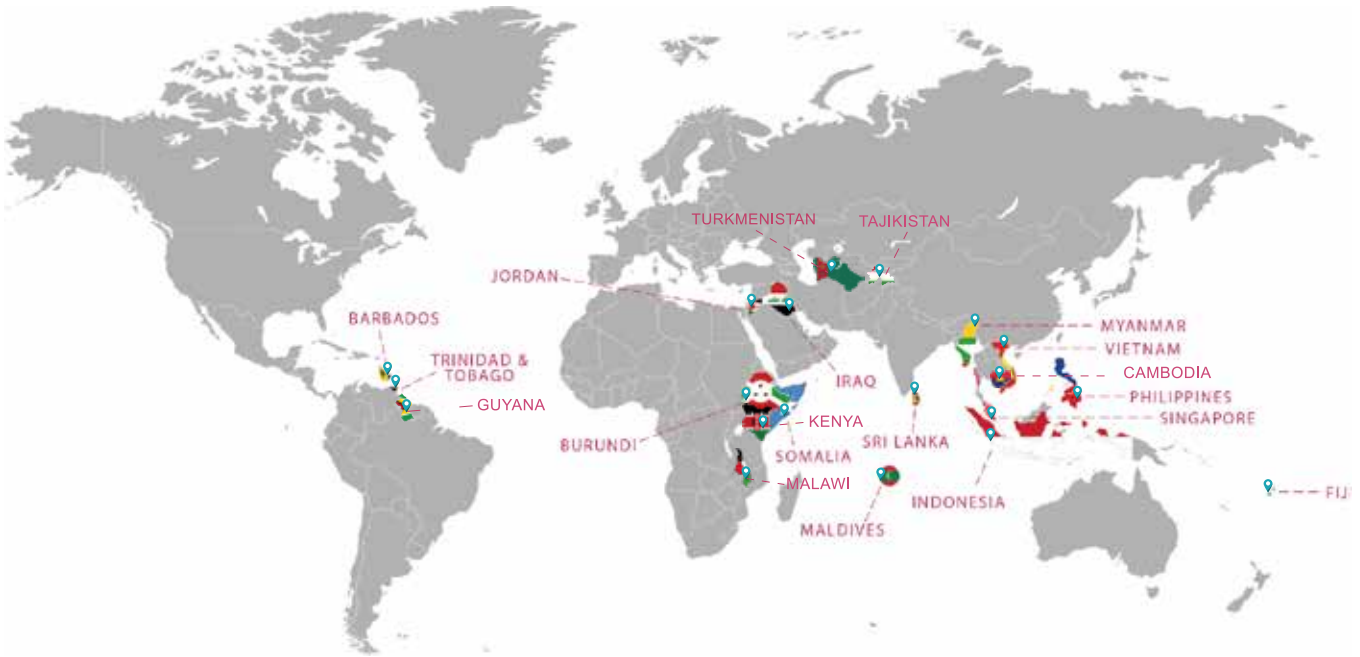 TURKMENISTAN
TAJIKISTAN
JORDAN
BARBADOS
MYANMAR
VIETNAM
TRINIDAD &
TOBAGO
IRAQ
CAMBODIA
PHILIPPINES
GUYANA
KENYA
SINGAPORE
BURUNDI
SRI LANKA
SOMALIA
MALAWI
INDONESIA
FIJ
MALDIVES